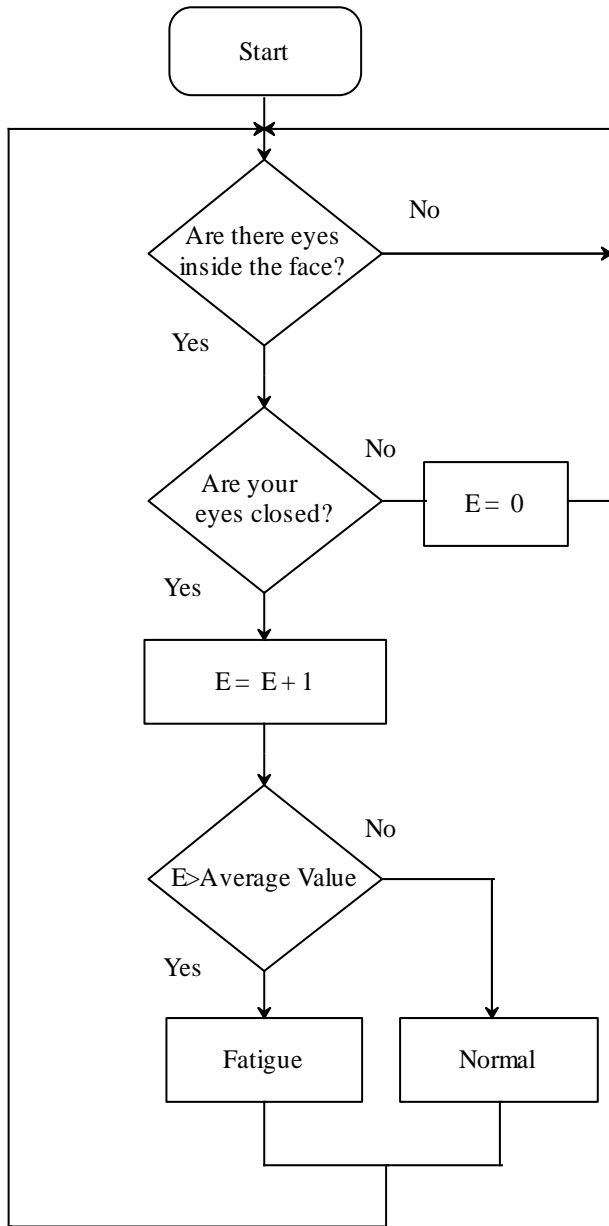 Start
No
Are there eyes
inside the face?
Yes
No
Are your
eyes closed?
E = 0
Yes
E = E + 1
No
E>Average Value
Yes
Fatigue
Normal